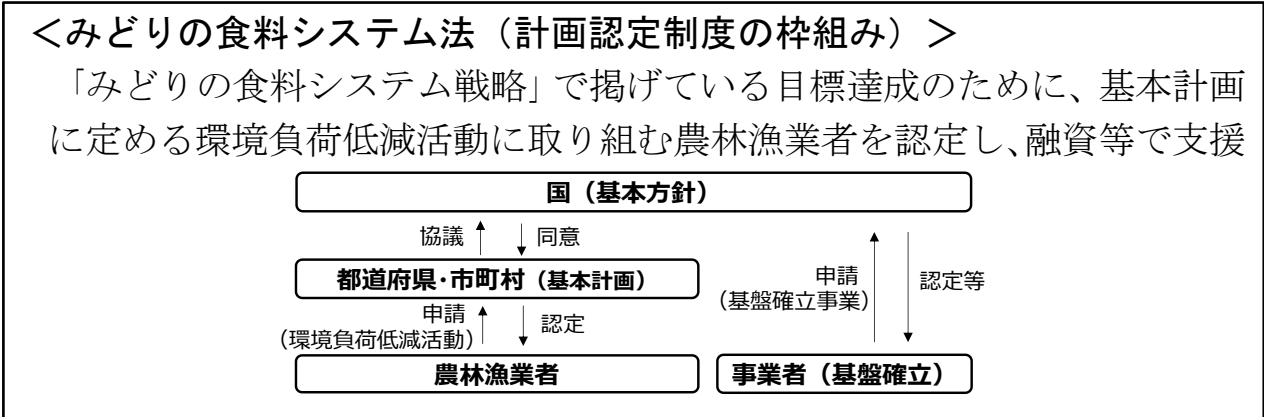 ＜みどりの食料システム法（計画認定制度の枠組み）＞
「みどりの食料システム戦略」で掲げている目標達成のために、基本計画
に定める環境負荷低減活動に取り組む農林漁業者を認定し、融資等で支援
国（基本方針）
協議
同意
都道府県・市町村（基本計画）
申請
（環境負荷低減活動）
認定
農林漁業者
申請
（基盤確立事業）
認定等
事業者（基盤確立）